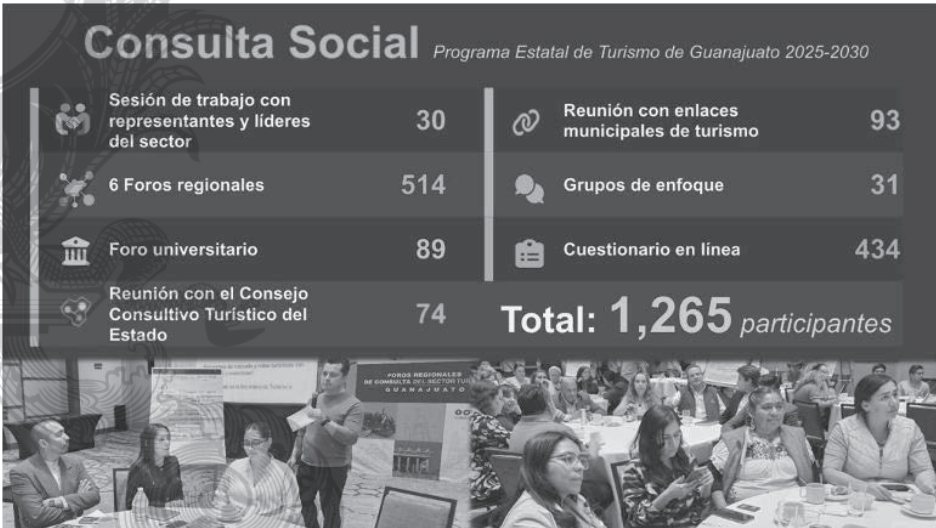 Consulta Social Programa Estatal de Turismo de Guanajuato 2025-2030
Sesión de trabajo con
representantes y líderes
del sector
30
6 Foros regionales
514
Foro universitario
89
Reunión con el Consejo
Consultivo Turístico del
Estado
74
Reunión con enlaces
municipales de turismo
93
Grupos de enfoque
31
Cuestionario en línea
434
Total: 1,265 participantes
FOROS REGIONALES
DE CONSULTA DEL SECTOR
GUANAJUATO